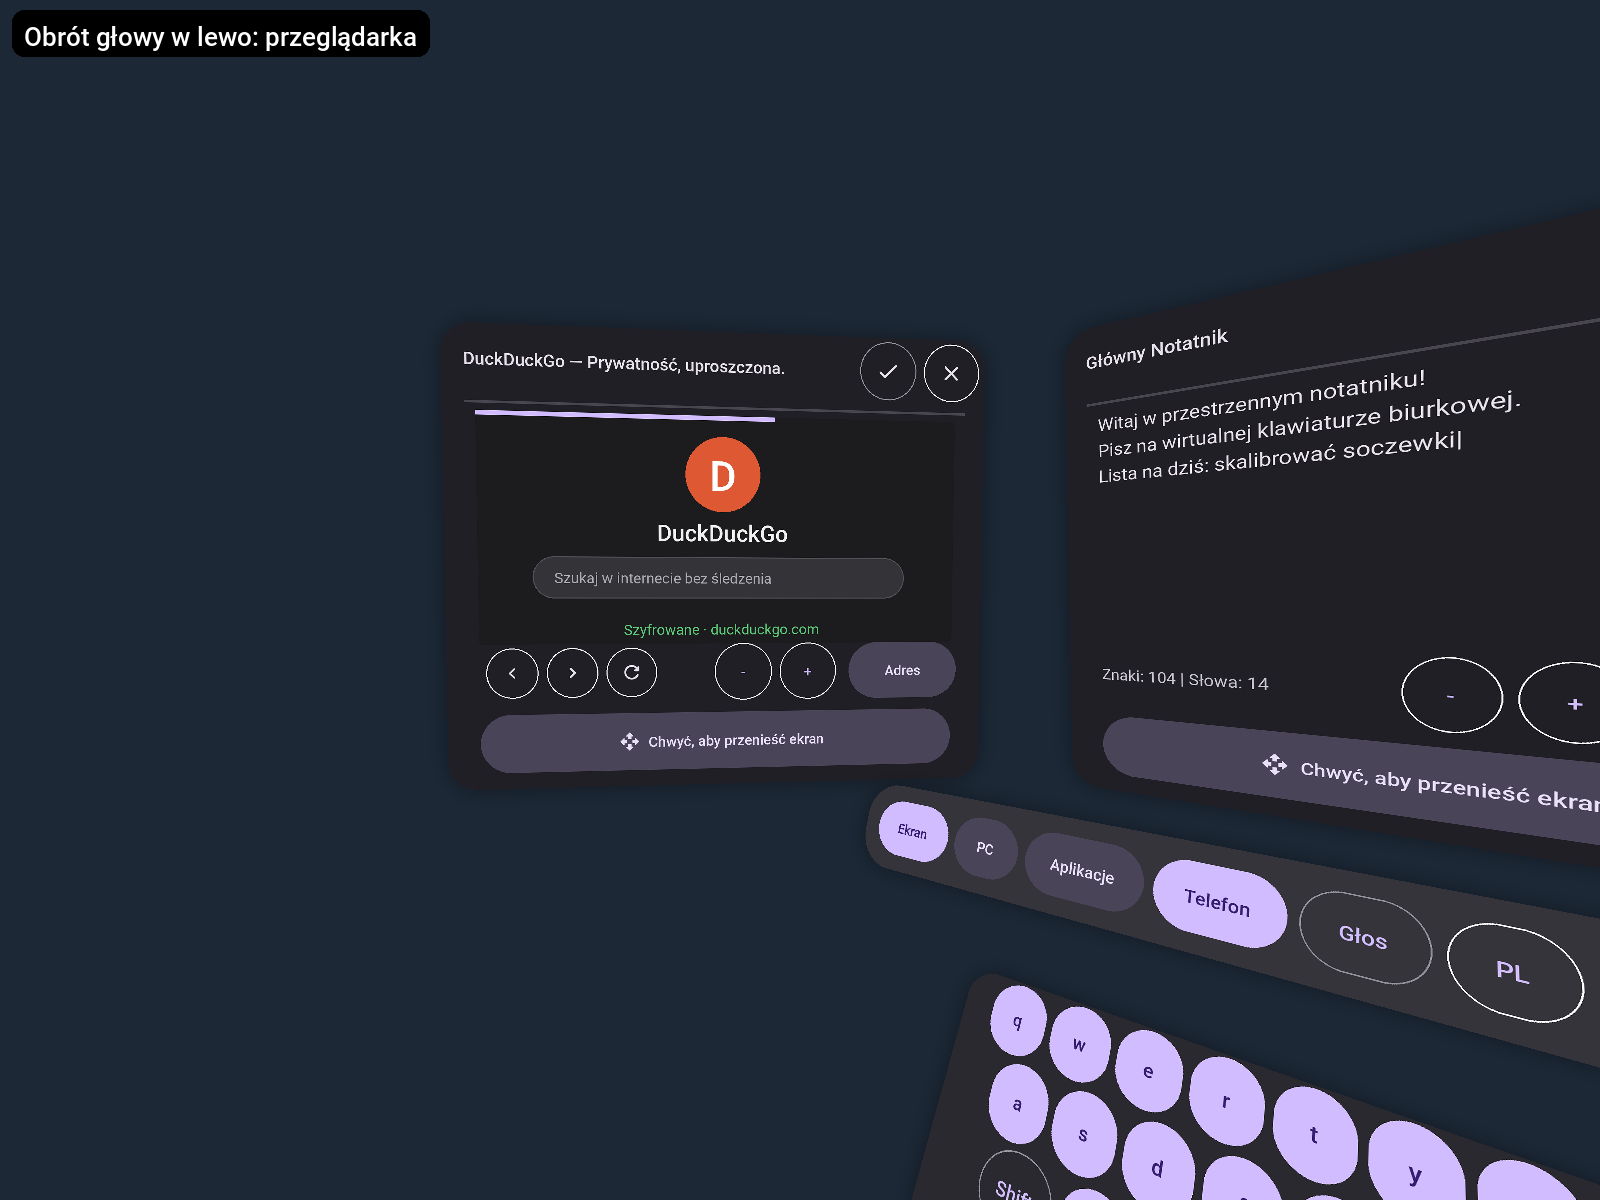 Obrót głowy w lewo: przeglądarka
DuckDuckGo — Prywatność, uproszczona.
D
DuckDuckGo
Szukaj w internecie bez śledzenia
Szyfrowane · duckduckgo.com
- + Adres
Chwyć, aby przenieść ekran
Główny Notatnik
Witaj w przestrzennym notatniku!
Pisz na wirtualnej klawiaturze biurkowej.
Lista na dziś: skalibrować soczewki|
Znaki: 104 | Słowa: 14
- +
Chwyć, aby przenieść ekran
Ekran PC Aplikacje Telefon Głos PL
q w e r t y
a s d
Shift